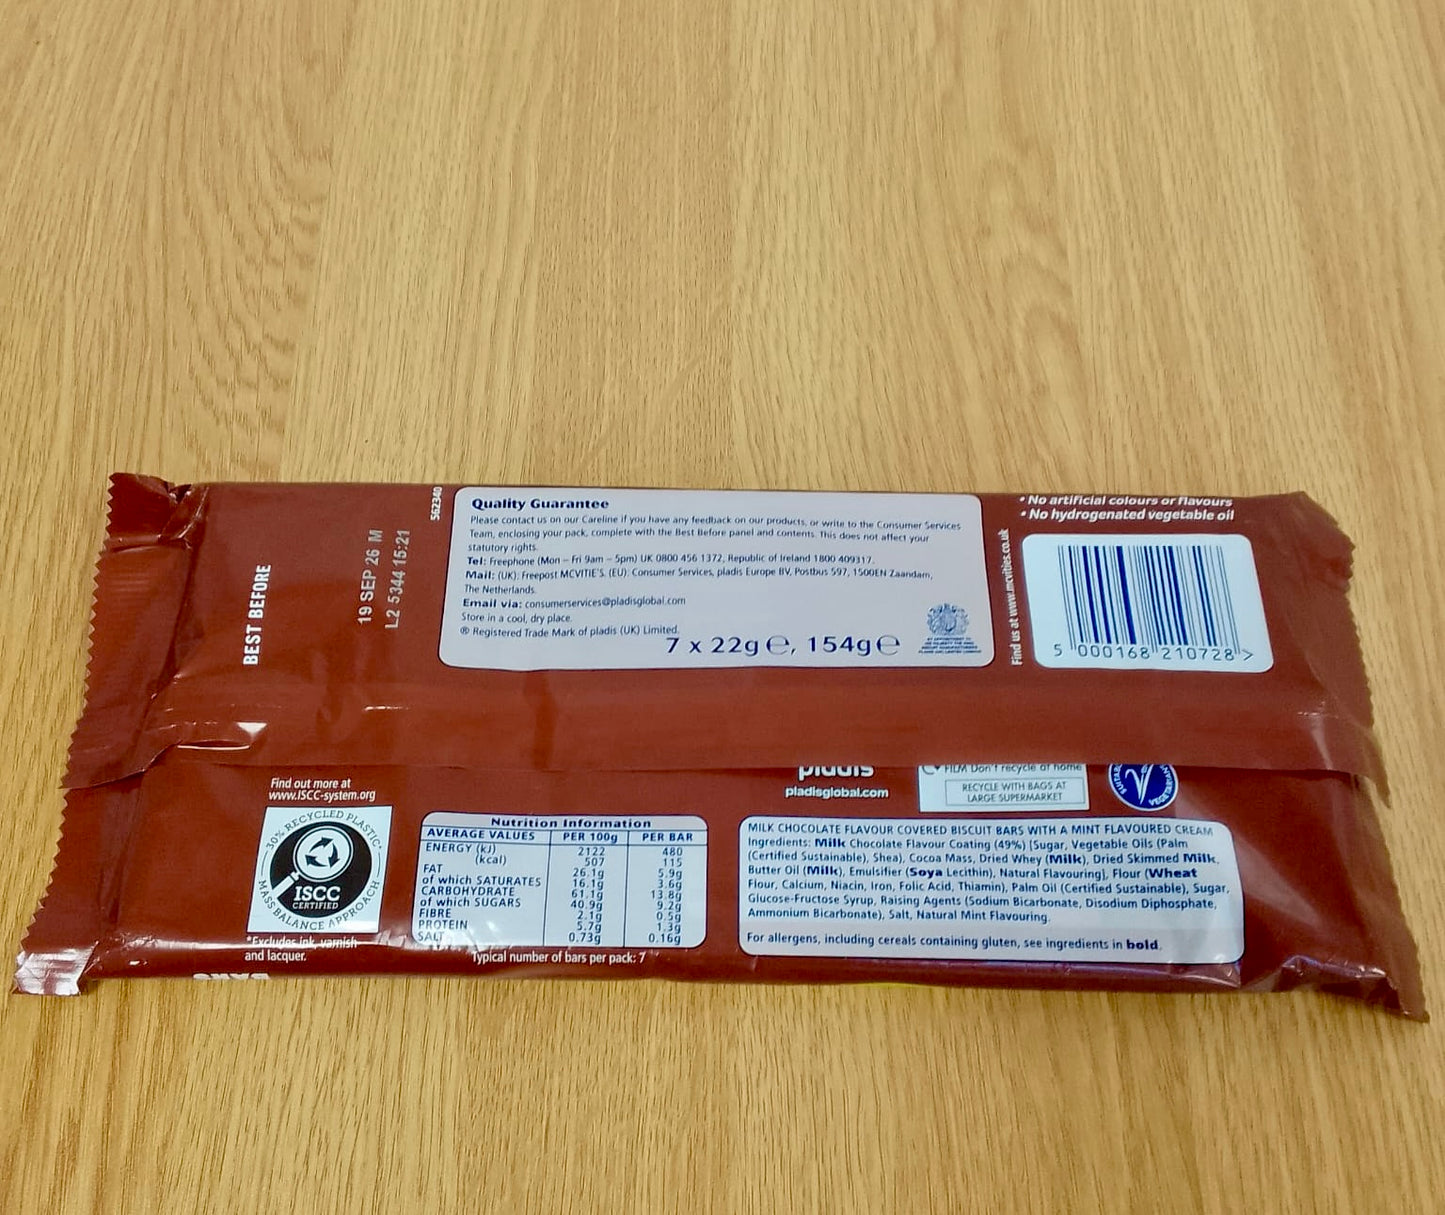 BEST BEFORE
19 SEP 26 M
L2 5344 15:21
562340
Quality Guarantee
Please contact us on our Careline if you have any feedback on our products, or write to the Consumer Services
Team, enclosing your pack, complete with the Best Before panel and contents. This does not affect your
statutory rights.
Tel: Freephone (Mon – Fri 9am – 5pm) UK 0800 456 1372, Republic of Ireland 1800 409317.
Mail: (UK): Freepost MCVITIE'S. (EU): Consumer Services, pladis Europe BV, Postbus 597, 1500EN Zaandam,
The Netherlands.
Email via: consumerservices@pladisglobal.com
Store in a cool, dry place.
® Registered Trade Mark of pladis (UK) Limited.
7 x 22g℮, 154g℮
Find us at www.mcvities.co.uk
• No artificial colours or flavours
• No hydrogenated vegetable oil
5 000168 210728 >
Find out more at
www.ISCC-system.org
30% RECYCLED PLASTIC*
ISCC
CERTIFIED
MASS BALANCE APPROACH
*Excludes ink, varnish
and lacquer.
Nutrition Information
AVERAGE VALUES PER 100g PER BAR
ENERGY (kJ) 2122 480
(kcal) 507 115
FAT 26.1g 5.9g
of which SATURATES 16.1g 3.6g
CARBOHYDRATE 61.1g 13.8g
of which SUGARS 40.9g 9.2g
FIBRE 2.1g 0.5g
PROTEIN 5.7g 1.3g
SALT 0.73g 0.16g
Typical number of bars per pack: 7
pladis
pladisglobal.com
FILM Don't recycle at home
RECYCLE WITH BAGS AT
LARGE SUPERMARKET
VEGETARIAN
MILK CHOCOLATE FLAVOUR COVERED BISCUIT BARS WITH A MINT FLAVOURED CREAM
Ingredients: Milk Chocolate Flavour Coating (49%) [Sugar, Vegetable Oils (Palm
(Certified Sustainable), Shea), Cocoa Mass, Dried Whey (Milk), Dried Skimmed Milk,
Butter Oil (Milk), Emulsifier (Soya Lecithin), Natural Flavouring], Flour (Wheat
Flour, Calcium, Niacin, Iron, Folic Acid, Thiamin), Palm Oil (Certified Sustainable), Sugar,
Glucose-Fructose Syrup, Raising Agents (Sodium Bicarbonate, Disodium Diphosphate,
Ammonium Bicarbonate), Salt, Natural Mint Flavouring.
For allergens, including cereals containing gluten, see ingredients in bold.